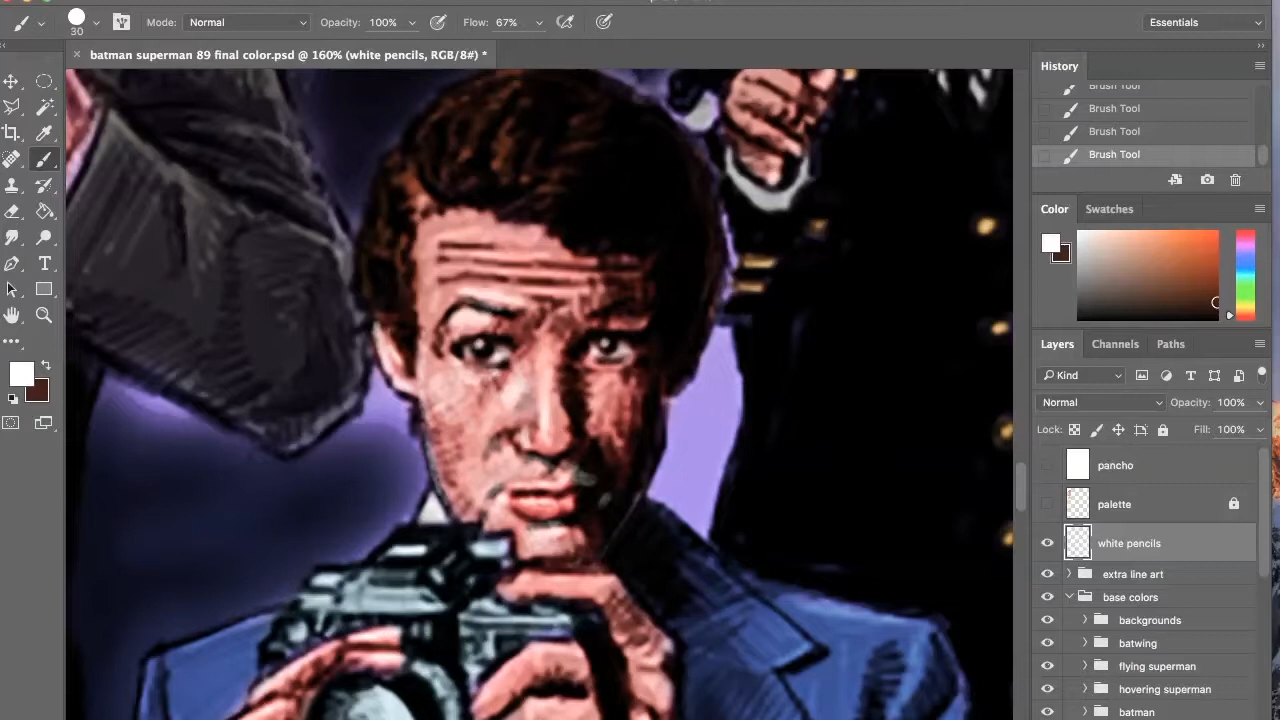 Mode: Normal Opacity: 100% Flow: 67% Essentials
30
batman superman 89 final color.psd @ 160% (white pencils, RGB/8#) *
History
Brush Tool
Brush Tool
Brush Tool
Brush Tool
Color Swatches
Layers Channels Paths
Kind
Normal Opacity: 100%
Lock: Fill: 100%
pancho
palette
white pencils
extra line art
base colors
backgrounds
batwing
flying superman
hovering superman
batman